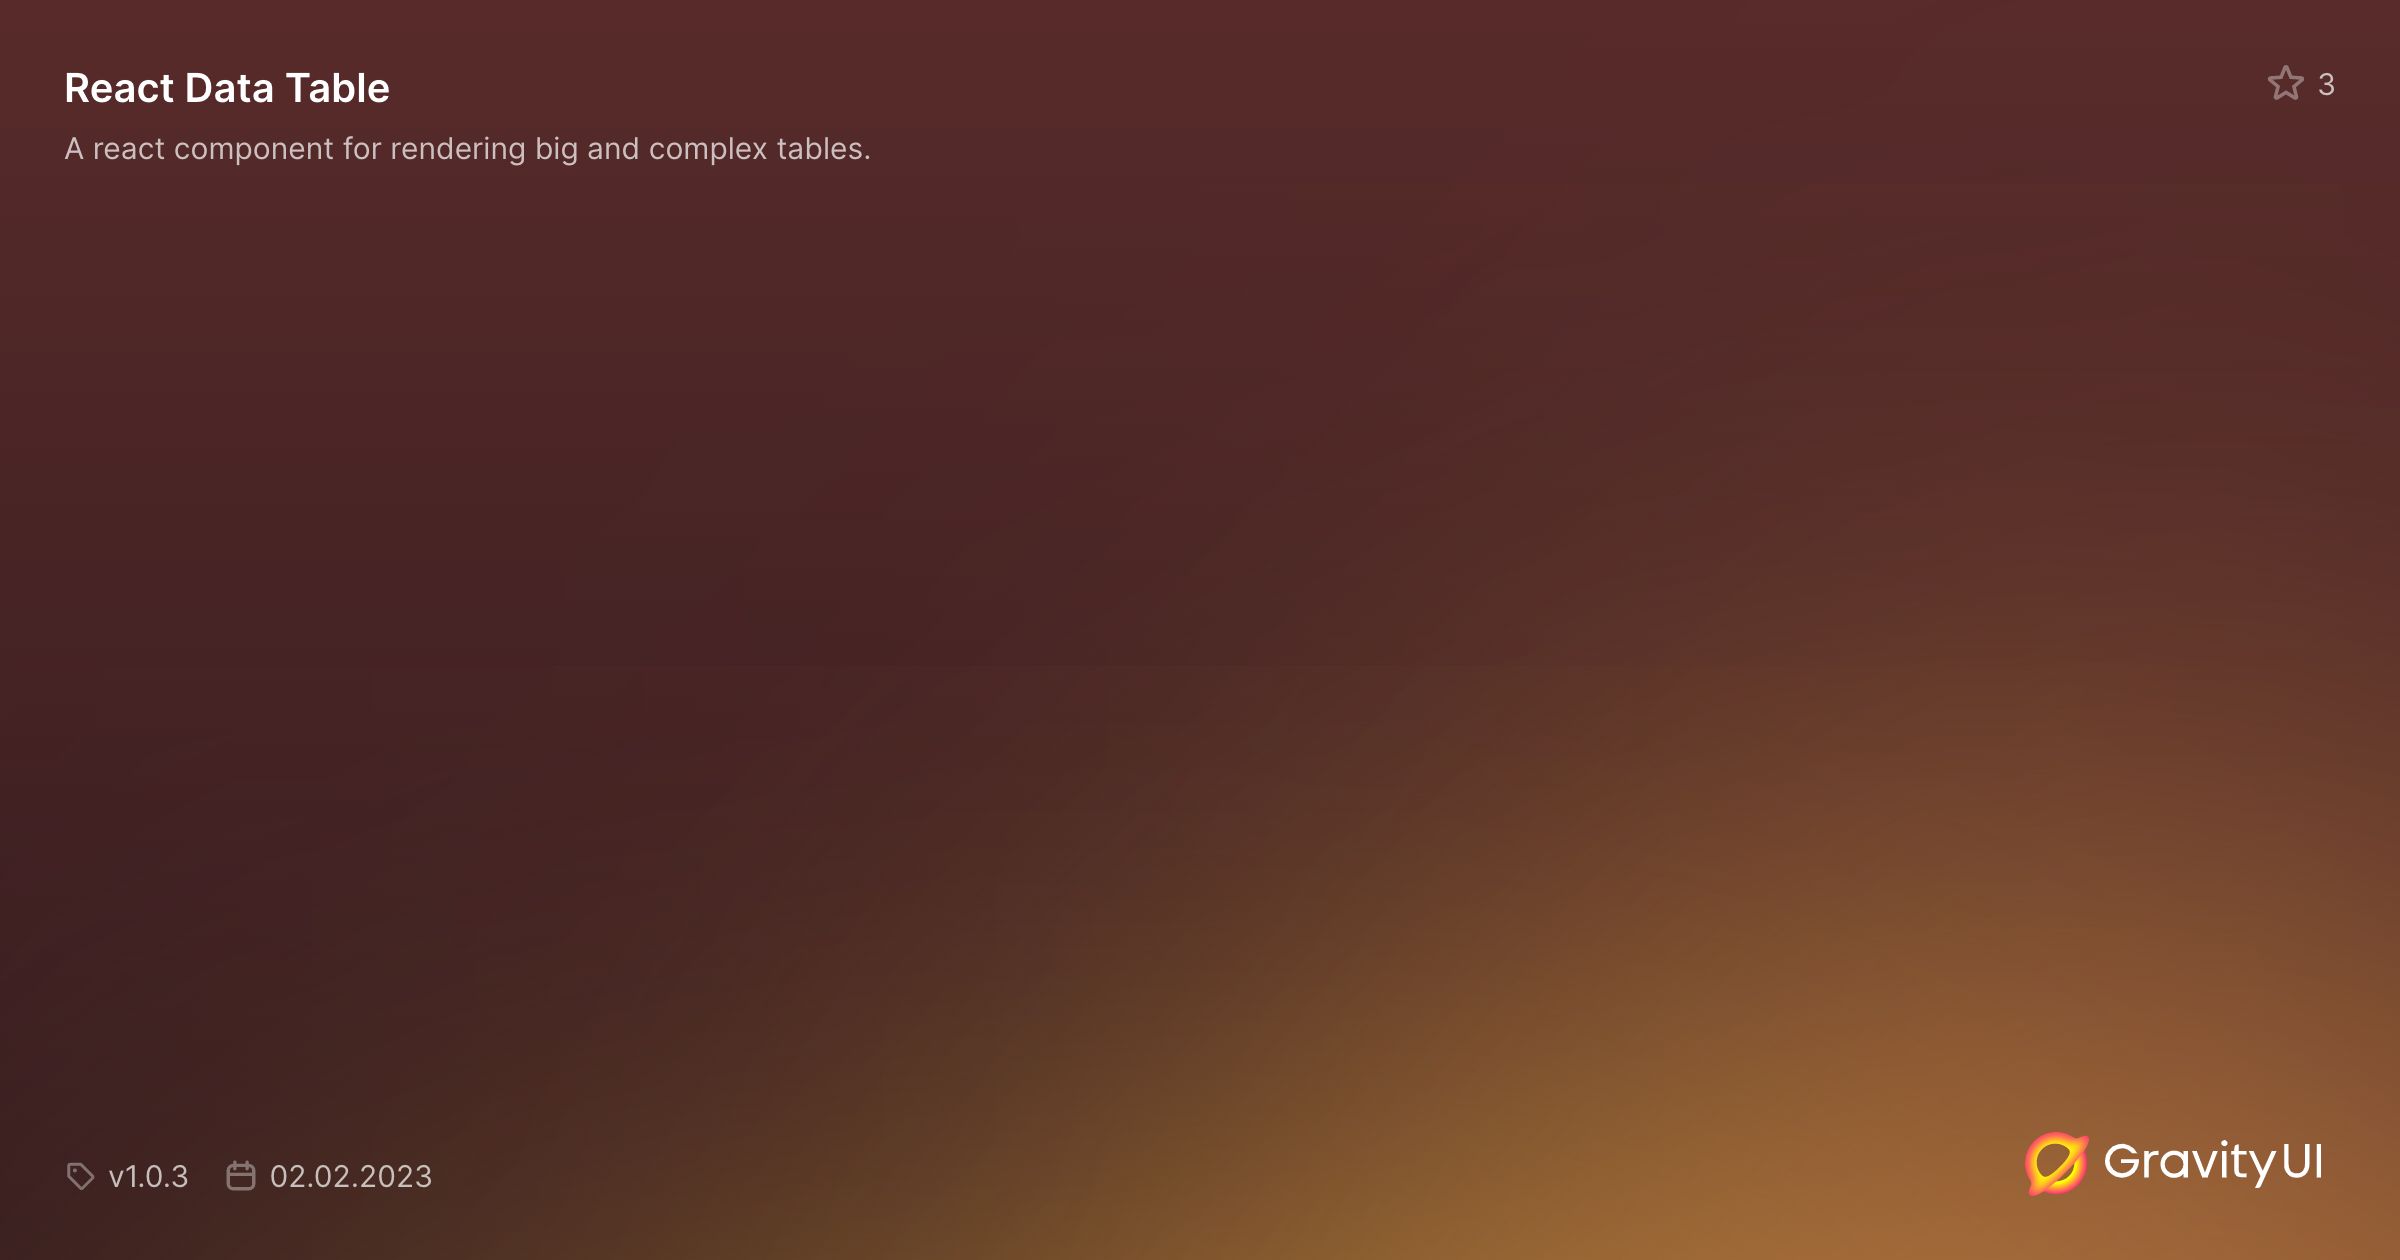 React Data Table
3
A react component for rendering big and complex tables.
v1.0.3
02.02.2023
Gravity UI